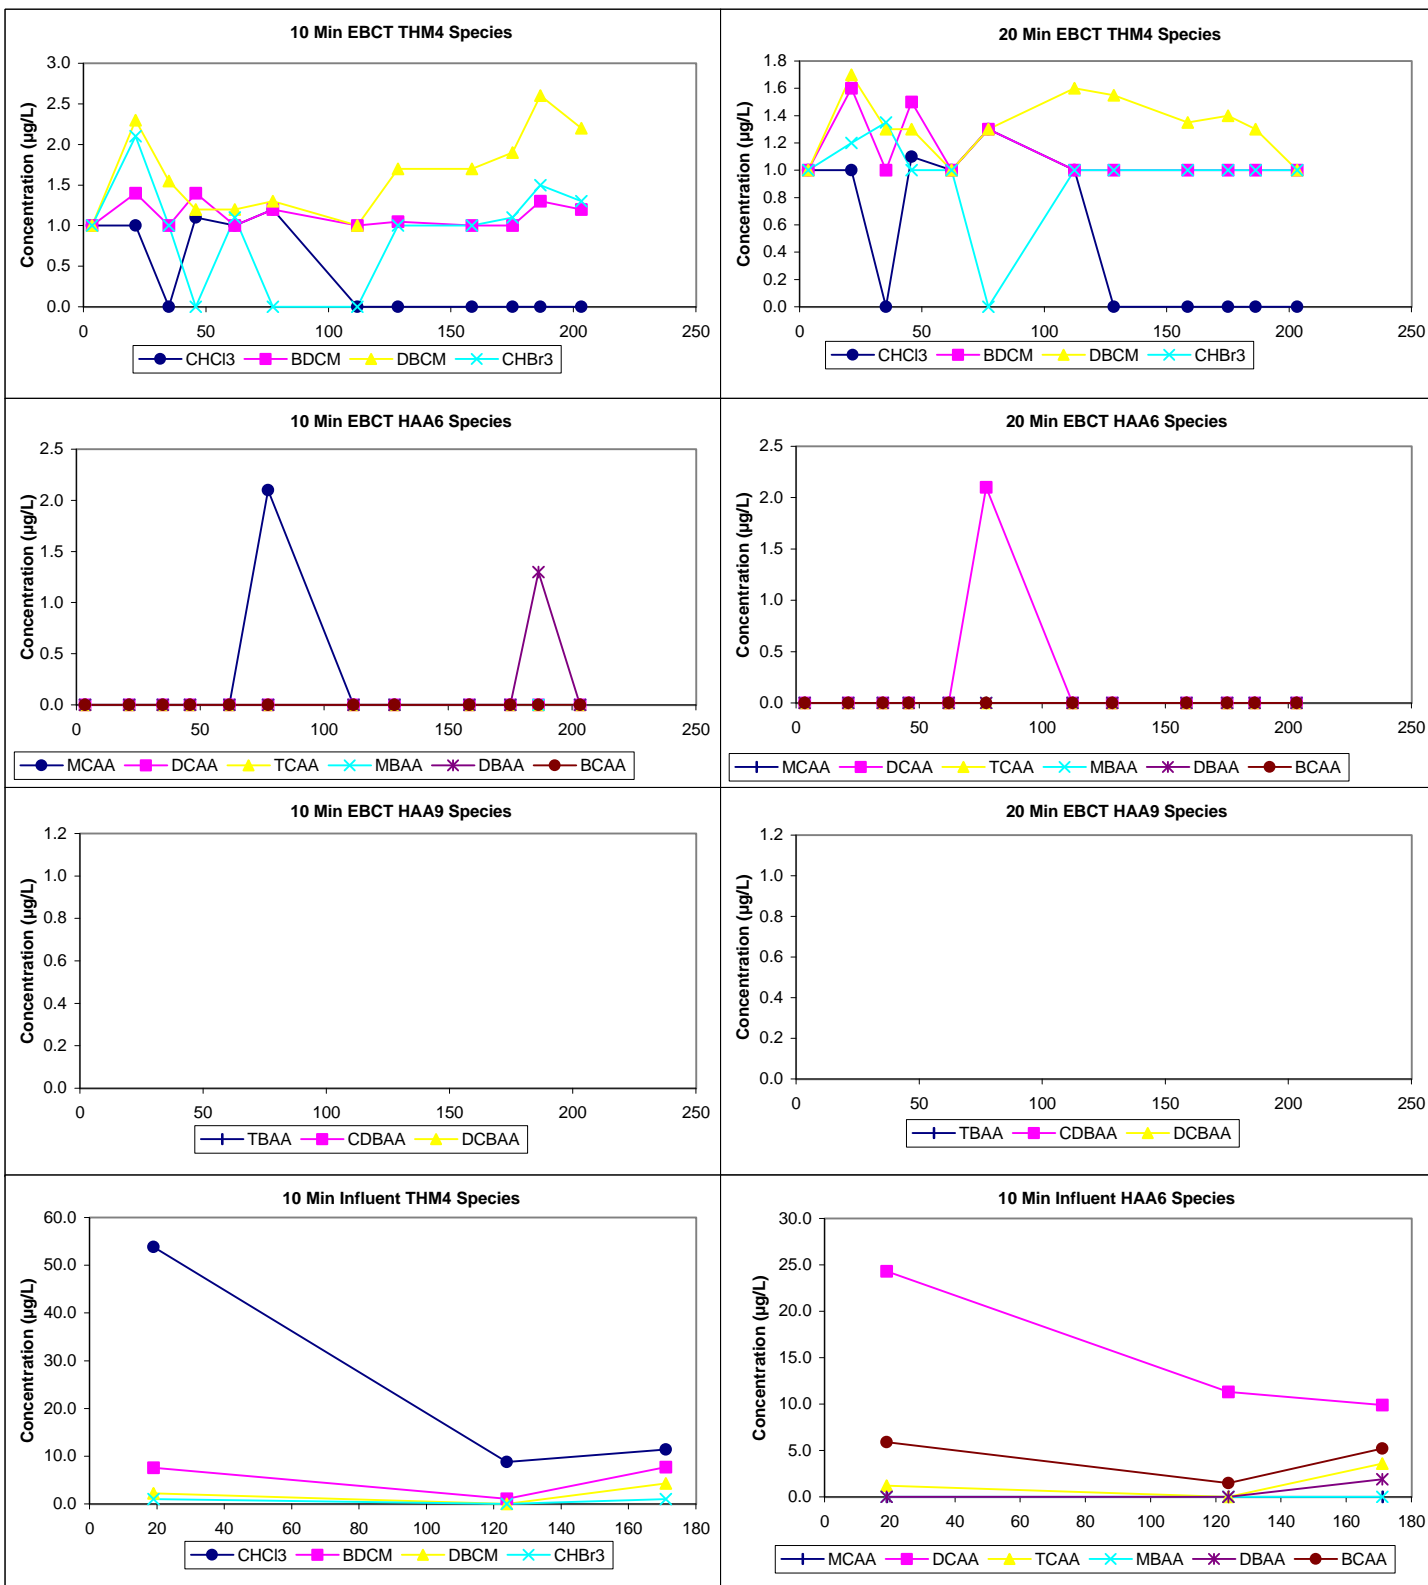 10 Min EBCT THM4 Species
Concentration (µg/L)
3.0
2.5
2.0
1.5
1.0
0.5
0.0
0 50 100 150 200 250
CHCl3 BDCM DBCM CHBr3
20 Min EBCT THM4 Species
Concentration (µg/L)
1.8
1.6
1.4
1.2
1.0
0.8
0.6
0.4
0.2
0.0
0 50 100 150 200 250
CHCl3 BDCM DBCM CHBr3
10 Min EBCT HAA6 Species
Concentration (µg/L)
2.5
2.0
1.5
1.0
0.5
0.0
0 50 100 150 200 250
MCAA DCAA TCAA MBAA DBAA BCAA
20 Min EBCT HAA6 Species
Concentration (µg/L)
2.5
2.0
1.5
1.0
0.5
0.0
0 50 100 150 200 250
MCAA DCAA TCAA MBAA DBAA BCAA
10 Min EBCT HAA9 Species
Concentration (µg/L)
1.2
1.0
0.8
0.6
0.4
0.2
0.0
0 50 100 150 200 250
TBAA CDBAA DCBAA
20 Min EBCT HAA9 Species
Concentration (µg/L)
1.2
1.0
0.8
0.6
0.4
0.2
0.0
0 50 100 150 200 250
TBAA CDBAA DCBAA
10 Min Influent THM4 Species
Concentration (µg/L)
60.0
50.0
40.0
30.0
20.0
10.0
0.0
0 20 40 60 80 100 120 140 160 180
CHCl3 BDCM DBCM CHBr3
10 Min Influent HAA6 Species
Concentration (µg/L)
30.0
25.0
20.0
15.0
10.0
5.0
0.0
0 20 40 60 80 100 120 140 160 180
MCAA DCAA TCAA MBAA DBAA BCAA